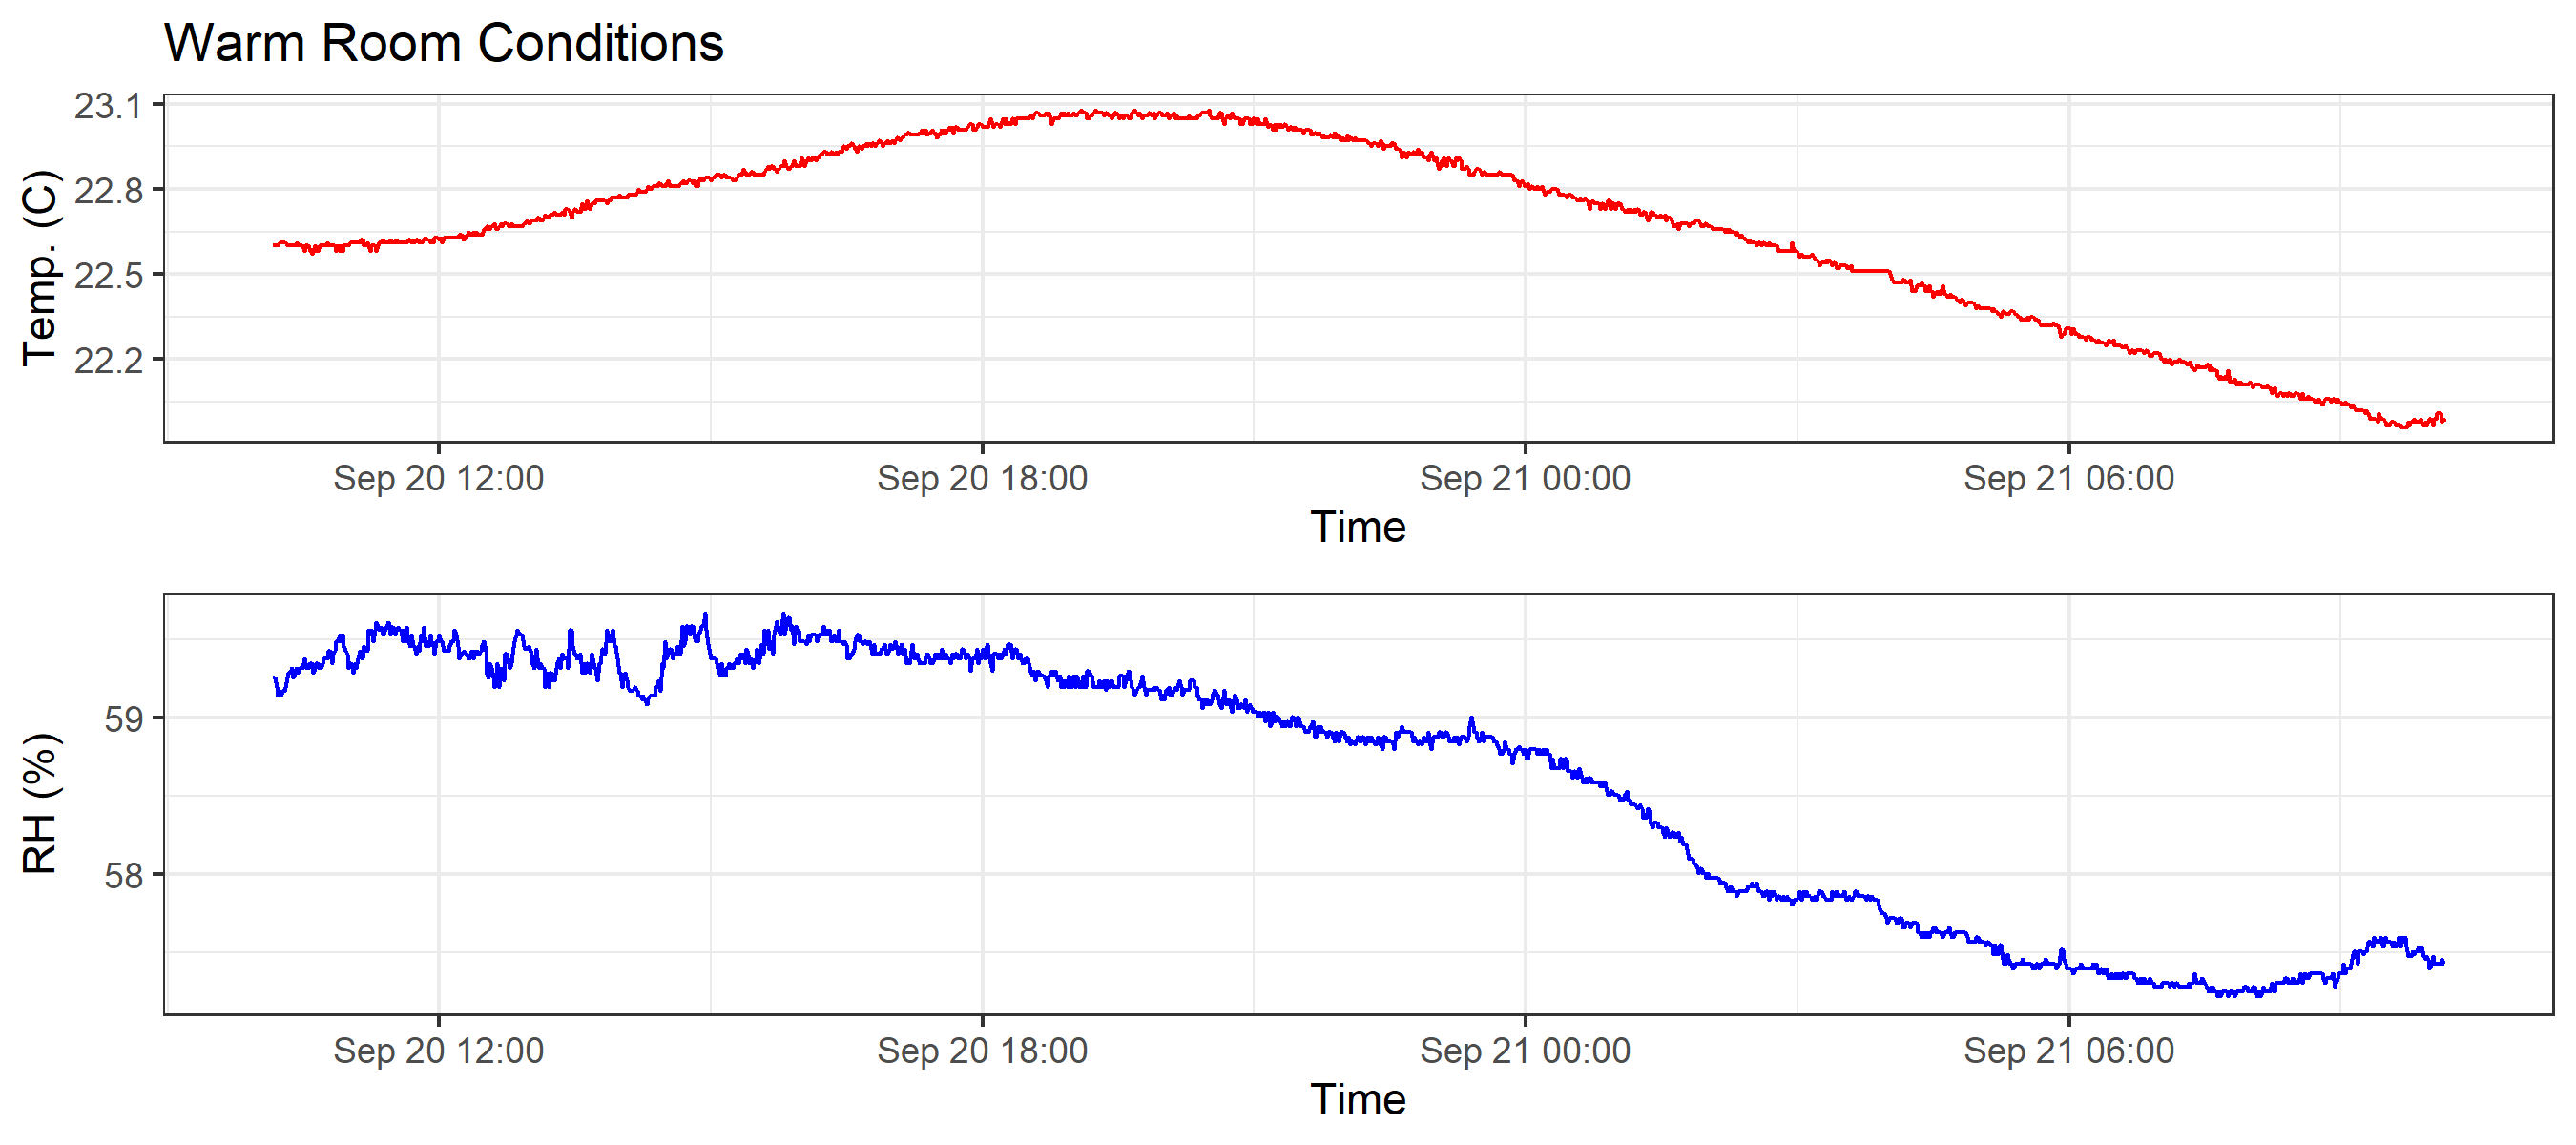 Warm Room Conditions
Temp. (C)
23.1
22.8
22.5
22.2
Sep 20 12:00 Sep 20 18:00 Sep 21 00:00 Sep 21 06:00
Time
RH (%)
59
58
Sep 20 12:00 Sep 20 18:00 Sep 21 00:00 Sep 21 06:00
Time